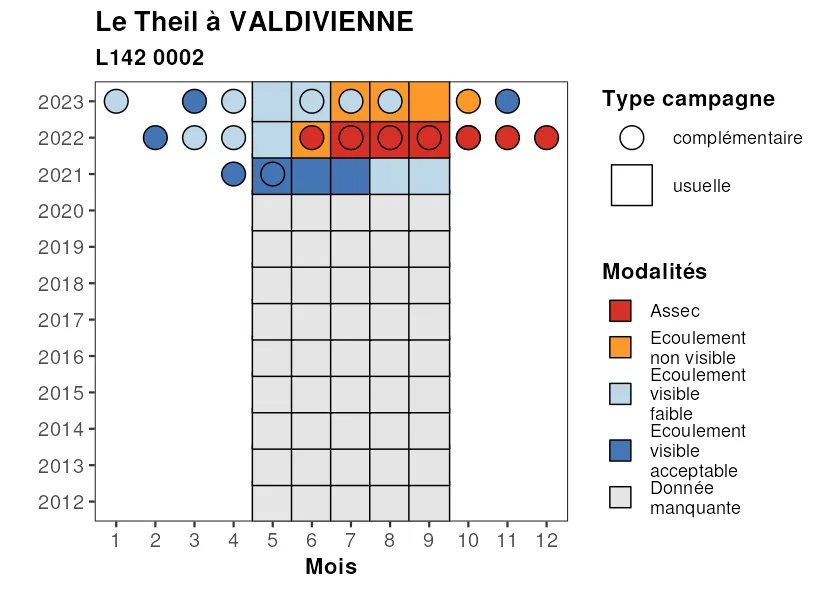 Le Theil à VALDIVIENNE
L142 0002
2023
2022
2021
2020
2019
2018
2017
2016
2015
2014
2013
2012
1 2 3 4 5 6 7 8 9 10 11 12
Mois
Type campagne
complémentaire
usuelle
Modalités
Assec
Ecoulement
non visible
Ecoulement
visible
faible
Ecoulement
visible
acceptable
Donnée
manquante